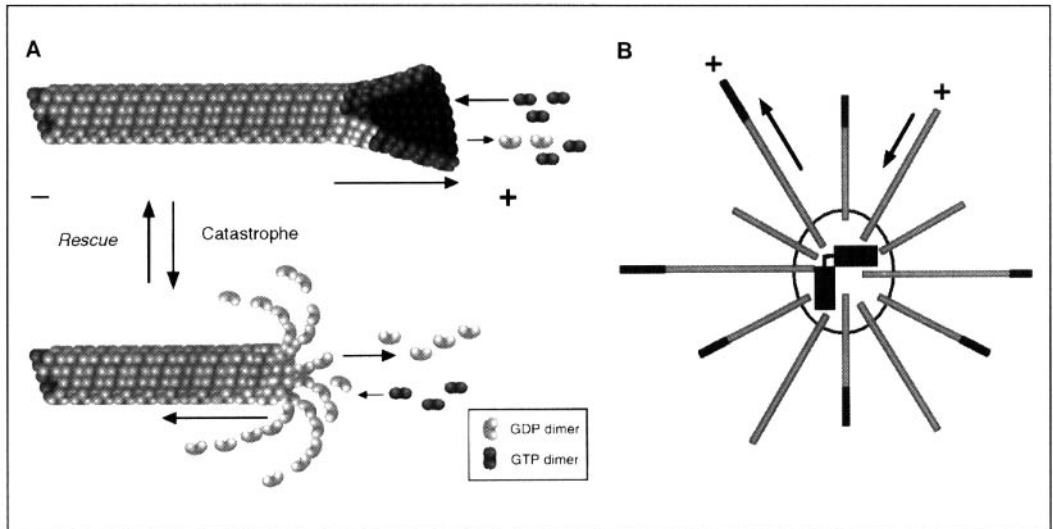 A
B
+
+
− +
Rescue
Catastrophe
GDP dimer
GTP dimer